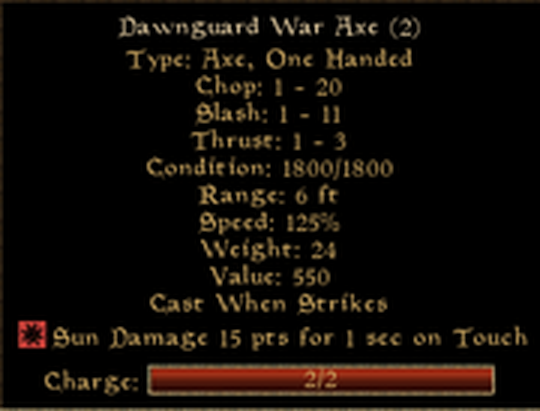 Dawnguard War Axe (2)
Type: Axe, One Handed
Chop: 1 - 20
Slash: 1 - 11
Thrust: 1 - 3
Condition: 1800/1800
Range: 6 ft
Speed: 125%
Weight: 24
Value: 550
Cast When Strikes
Sun Damage 15 pts for 1 sec on Touch
Charge: 2/2